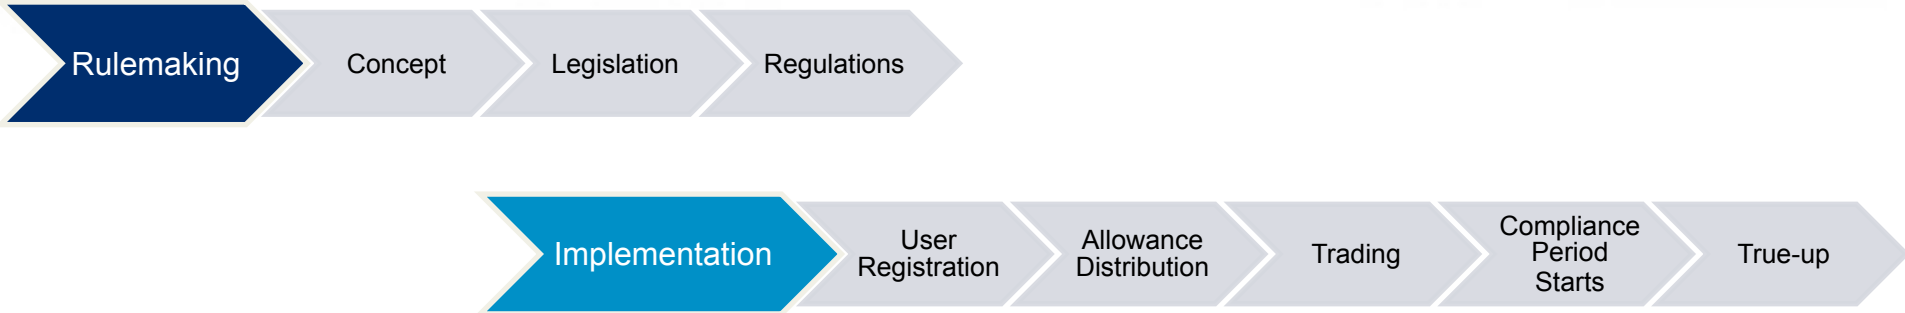 Rulemaking
Concept
Legislation
Regulations
Implementation
User
Registration
Allowance
Distribution
Trading
Compliance
Period
Starts
True-up